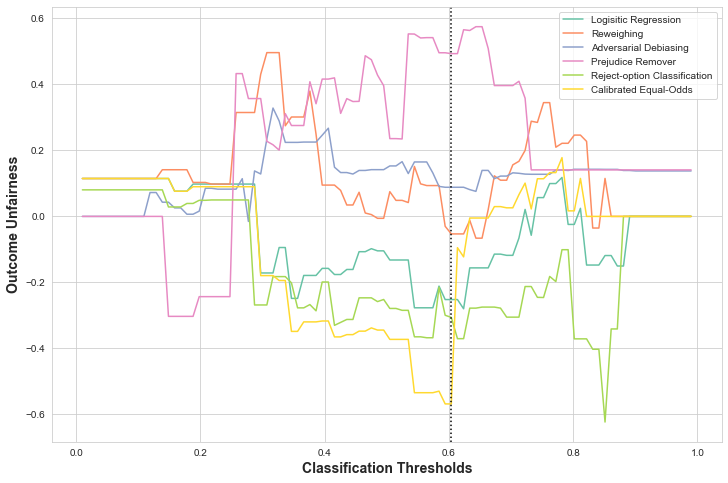 0.6
0.4
0.2
0.0
−0.2
−0.4
−0.6
Outcome Unfairness
0.0
0.2
0.4
0.6
0.8
1.0
Classification Thresholds
Logisitic Regression
Reweighing
Adversarial Debiasing
Prejudice Remover
Reject-option Classification
Calibrated Equal-Odds